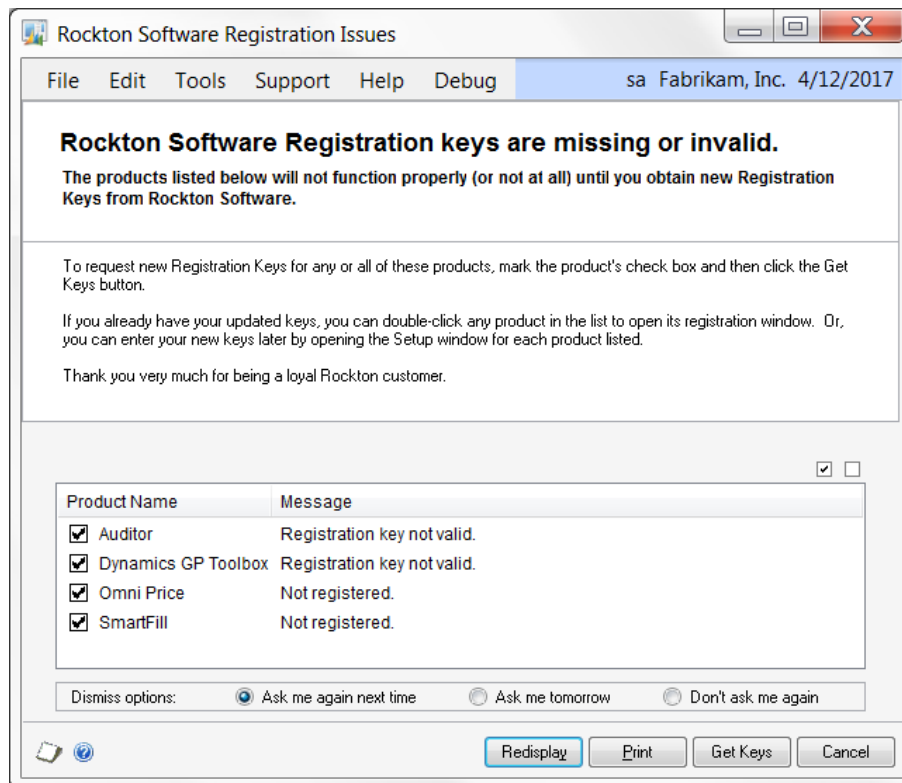 Rockton Software Registration Issues
File Edit Tools Support Help Debug sa Fabrikam, Inc. 4/12/2017
Rockton Software Registration keys are missing or invalid.
The products listed below will not function properly (or not at all) until you obtain new Registration
Keys from Rockton Software.
To request new Registration Keys for any or all of these products, mark the product's check box and then click the Get
Keys button.
If you already have your updated keys, you can double-click any product in the list to open its registration window. Or,
you can enter your new keys later by opening the Setup window for each product listed.
Thank you very much for being a loyal Rockton customer.
Product Name Message
Auditor Registration key not valid.
Dynamics GP Toolbox Registration key not valid.
Omni Price Not registered.
SmartFill Not registered.
Dismiss options: Ask me again next time Ask me tomorrow Don't ask me again
Redisplay Print Get Keys Cancel